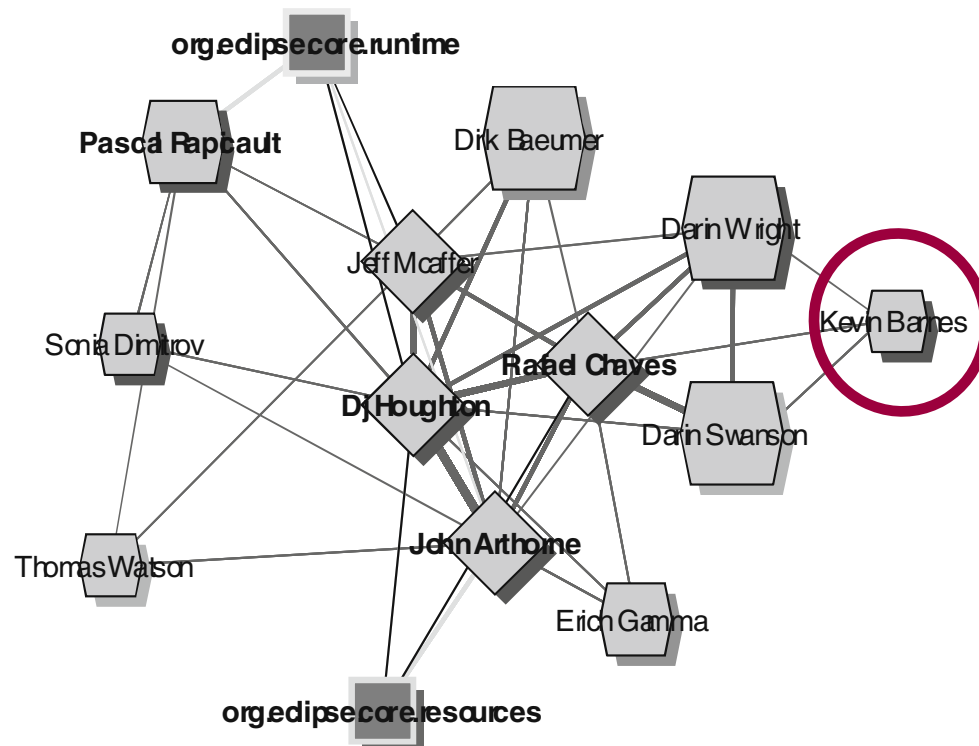 org.eclipse.core.runtime
Pascal Rapicault
Dirk Baeumer
Darin Wright
Jeff Mcaffer
Kevin Barnes
Sonia Dimitrov
Rafael Chaves
Dj Houghton
Darin Swanson
John Arthorne
Thomas Watson
Erich Gamma
org.eclipse.core.resources